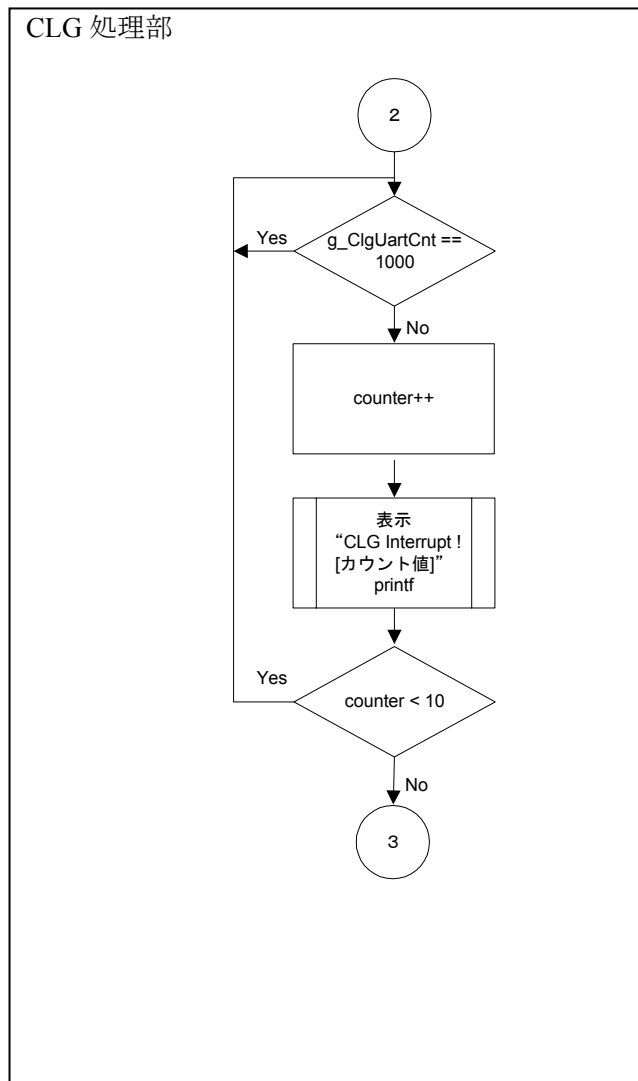 CLG 処理部
2
Yes
g_ClgUartCnt ==
1000
No
counter++
表示
“CLG Interrupt !
[カウント値]”
printf
Yes
counter < 10
No
3